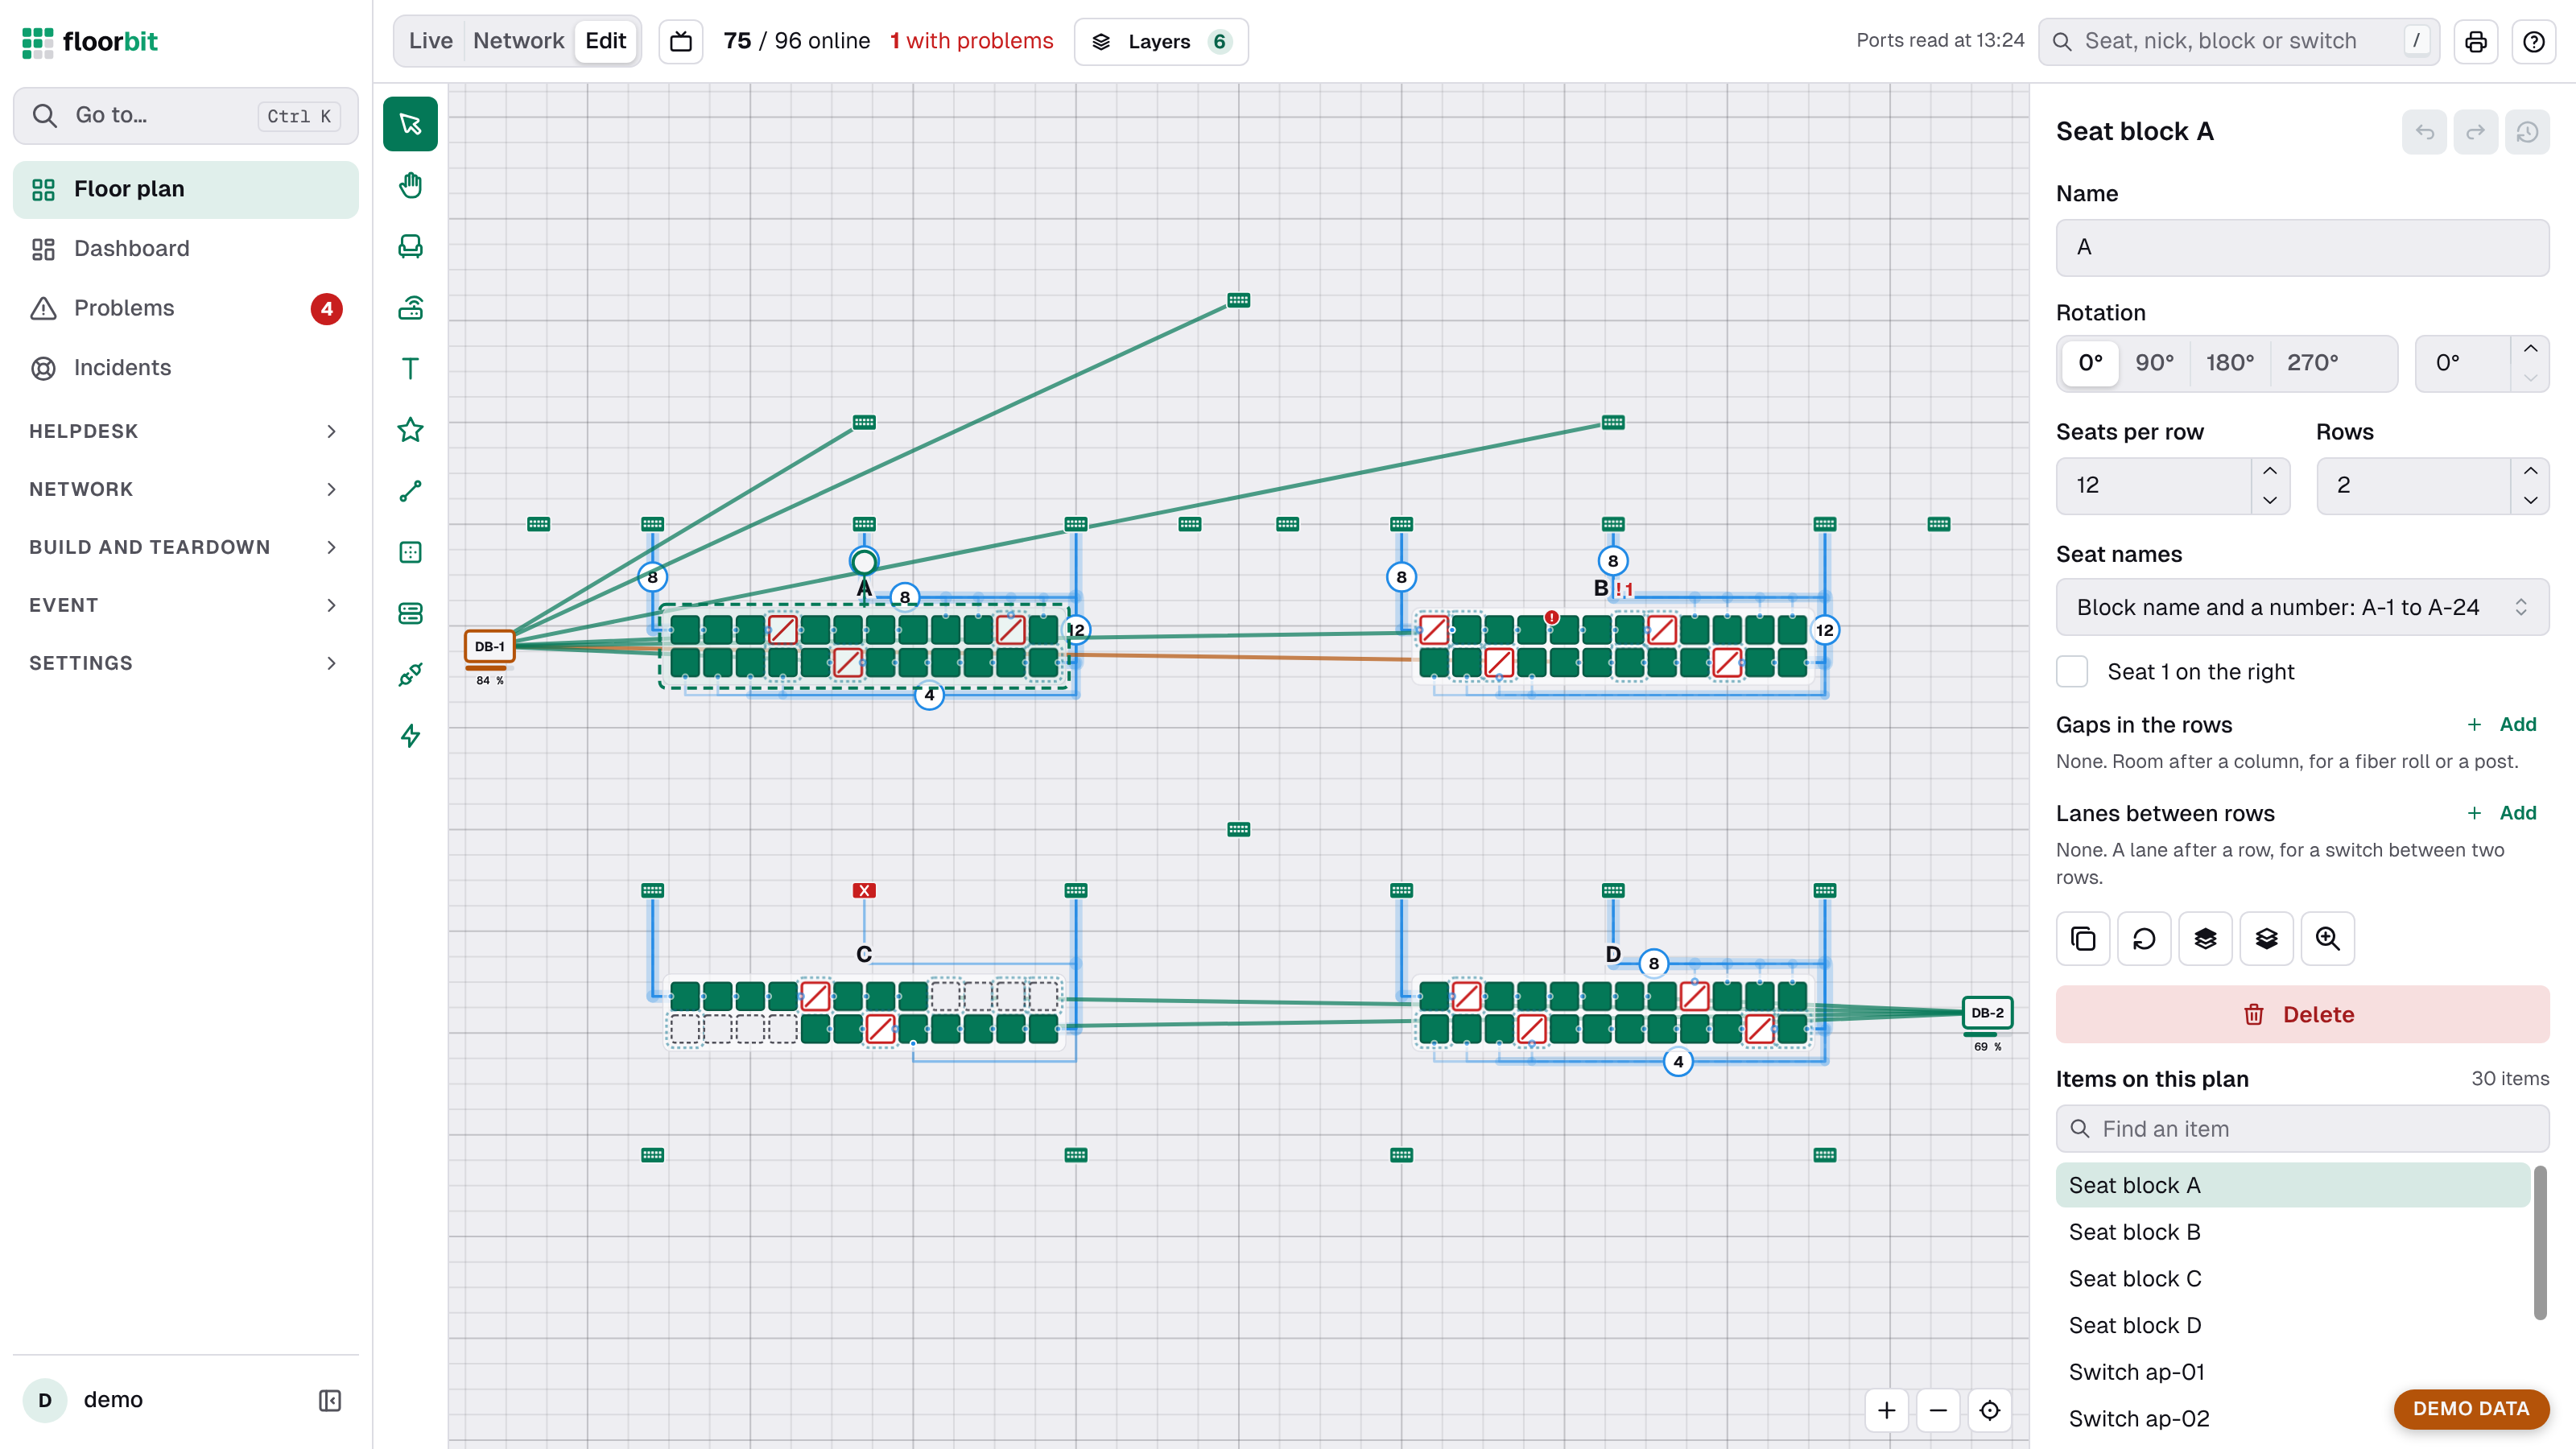 floorbit
Go to...
Ctrl K
Floor plan
Dashboard
Problems
4
Incidents
HELPDESK
NETWORK
BUILD AND TEARDOWN
EVENT
SETTINGS
D
demo
Live
Network
Edit
75 / 96 online
1 with problems
Layers
6
Ports read at 13:24
Seat, nick, block or switch
/
8
A
8
12
4
DB-1
84 %
8
8
B
!1
!
12
X
C
D
8
4
DB-2
69 %
Seat block A
Name
A
Rotation
0°
90°
180°
270°
0°
Seats per row
Rows
12
2
Seat names
Block name and a number: A-1 to A-24
Seat 1 on the right
Gaps in the rows
+ Add
None. Room after a column, for a fiber roll or a post.
Lanes between rows
+ Add
None. A lane after a row, for a switch between two
rows.
Delete
Items on this plan
30 items
Find an item
Seat block A
Seat block B
Seat block C
Seat block D
Switch ap-01
Switch ap-02
DEMO DATA